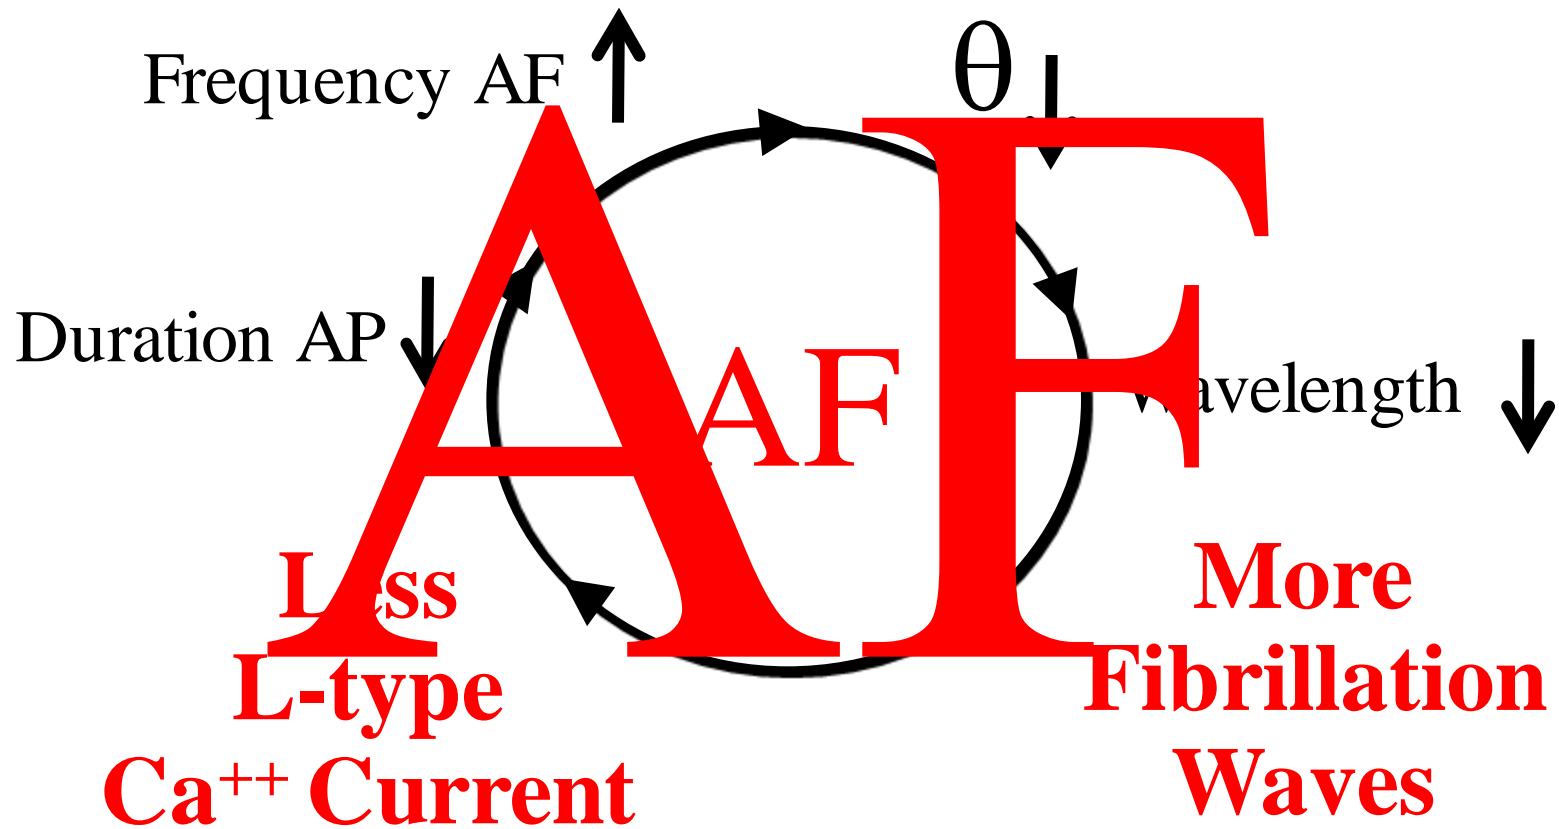 Frequency AF ↑
θ ↓
Duration AP ↓
Wavelength ↓
AF
AF
Less
L-type
Ca⁺⁺ Current
More
Fibrillation
Waves